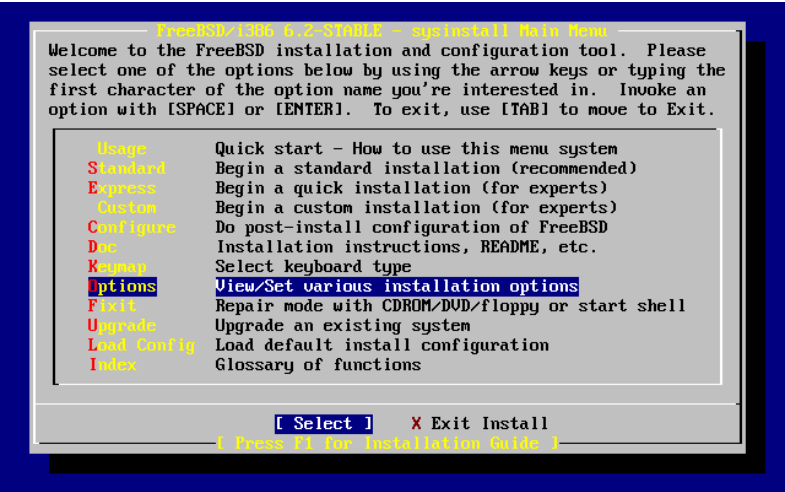 FreeBSD/i386 6.2-STABLE - sysinstall Main Menu
Welcome to the FreeBSD installation and configuration tool.  Please
select one of the options below by using the arrow keys or typing the
first character of the option name you're interested in.  Invoke an
option with [SPACE] or [ENTER].  To exit, use [TAB] to move to Exit.
Usage Quick start - How to use this menu system
Standard Begin a standard installation (recommended)
Express Begin a quick installation (for experts)
Custom Begin a custom installation (for experts)
Configure Do post-install configuration of FreeBSD
Doc Installation instructions, README, etc.
Keymap Select keyboard type
Options View/Set various installation options
Fixit Repair mode with CDROM/DVD/floppy or start shell
Upgrade Upgrade an existing system
Load Config Load default install configuration
Index Glossary of functions
[ Select ] X Exit Install
[ Press F1 for Installation Guide ]